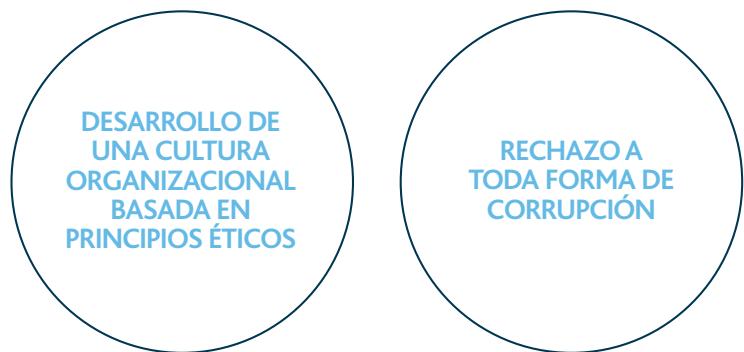 DESARROLLO DE
UNA CULTURA
ORGANIZACIONAL
BASADA EN
PRINCIPIOS ÉTICOS
RECHAZO A
TODA FORMA DE
CORRUPCIÓN